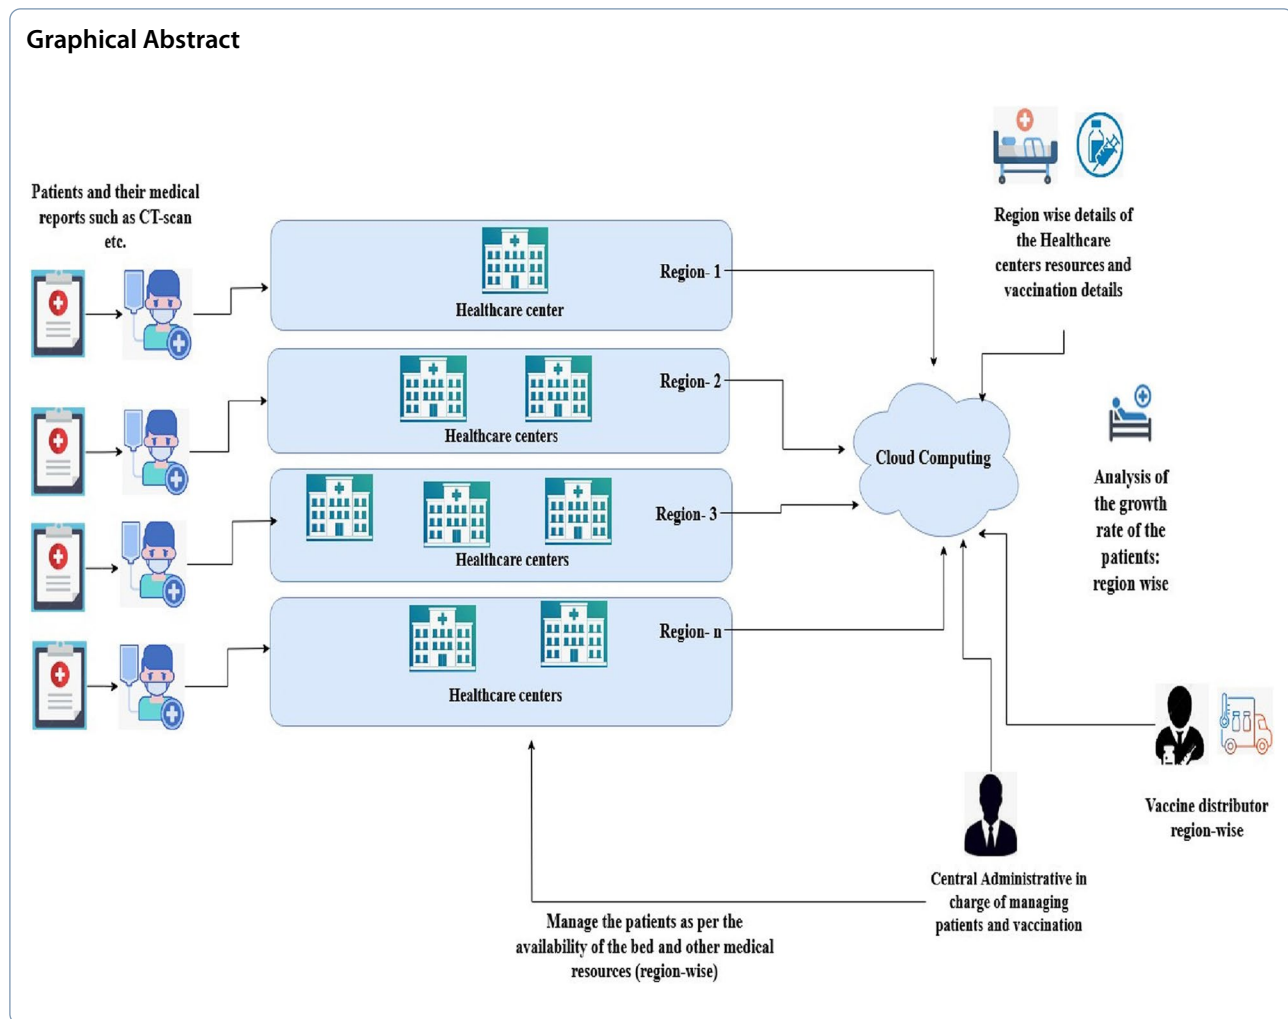 Graphical Abstract
Patients and their medical
reports such as CT-scan
etc.
Region- 1
Healthcare center
Region- 2
Healthcare centers
Region- 3
Healthcare centers
Region- n
Healthcare centers
Cloud Computing
Region wise details of
the Healthcare
centers resources and
vaccination details
Analysis of
the growth
rate of the
patients:
region wise
Vaccine distributor
region-wise
Central Administrative in
charge of managing
patients and vaccination
Manage the patients as per the
availability of the bed and other medical
resources (region-wise)